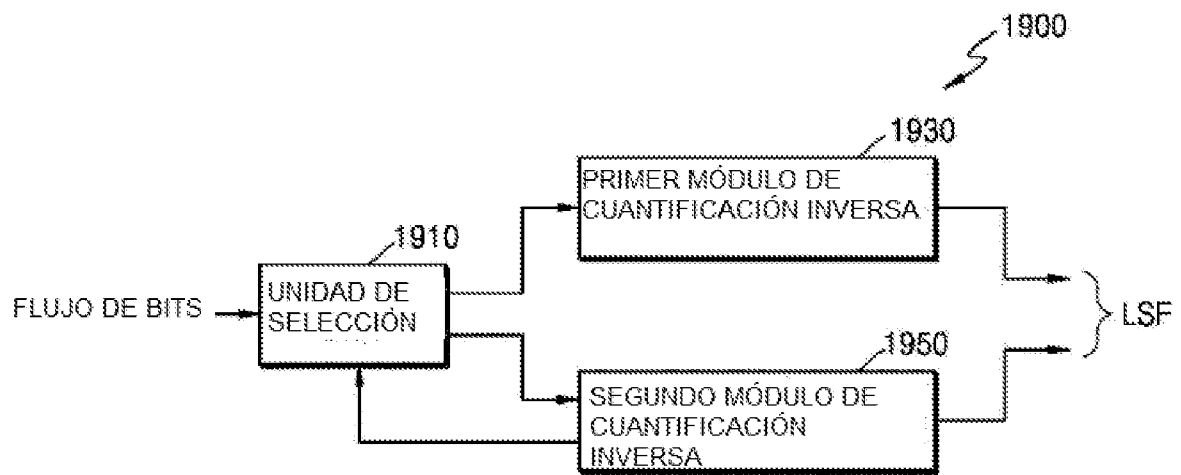 1900
1930
PRIMER MÓDULO DE
CUANTIFICACIÓN INVERSA
1910
UNIDAD DE
SELECCIÓN
FLUJO DE BITS
LSF
1950
SEGUNDO MÓDULO DE
CUANTIFICACIÓN
INVERSA